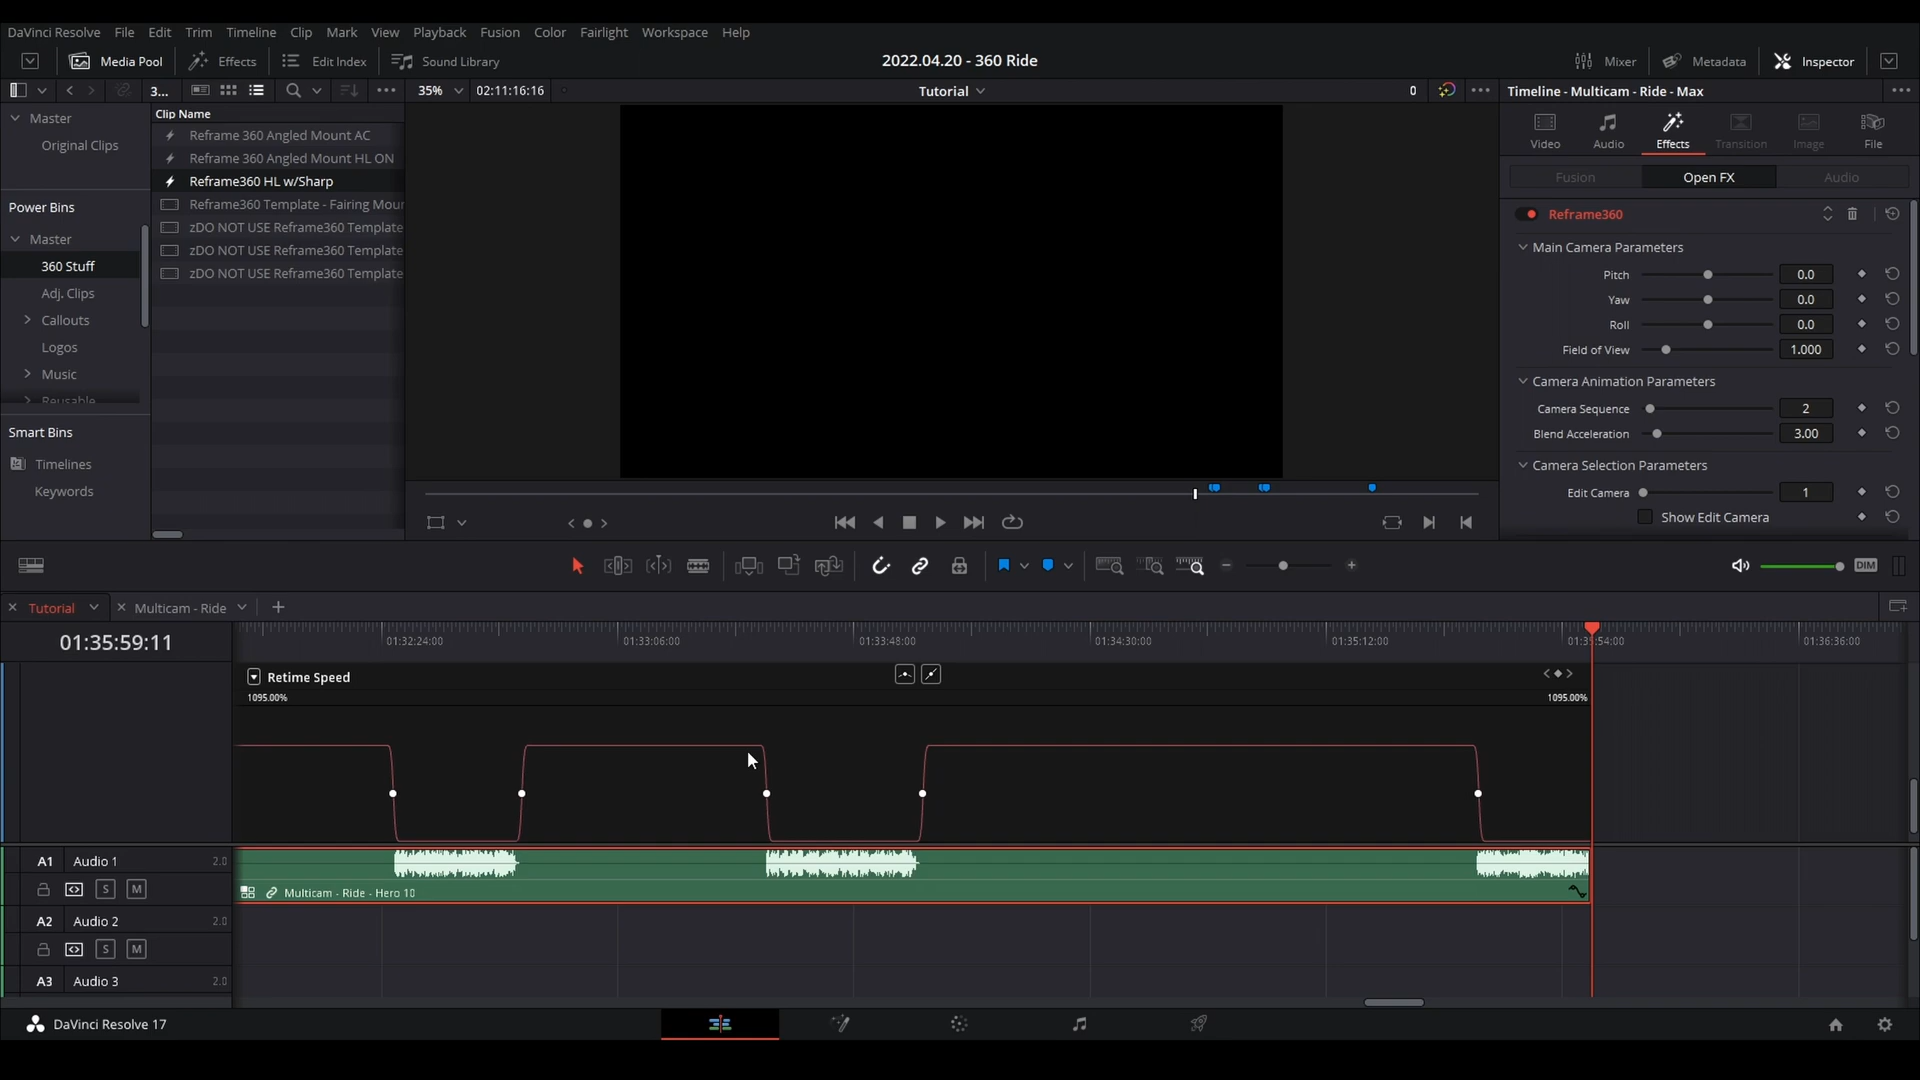 DaVinci Resolve File Edit Trim Timeline Clip Mark View Playback Fusion Color Fairlight Workspace Help
Media Pool Effects Edit Index Sound Library 2022.04.20 - 360 Ride Mixer Metadata Inspector
3... 35% 02:11:16:16 Tutorial 0 Timeline - Multicam - Ride - Max
Master
Original Clips
Power Bins
Master
360 Stuff
Adj. Clips
Callouts
Logos
Music
Reusable
Smart Bins
Timelines
Keywords
Clip Name
Reframe 360 Angled Mount AC
Reframe 360 Angled Mount HL ON
Reframe360 HL w/Sharp
Reframe360 Template - Fairing Moun
zDO NOT USE Reframe360 Template
zDO NOT USE Reframe360 Template
zDO NOT USE Reframe360 Template
Video Audio Effects Transition Image File
Fusion Open FX Audio
Reframe360
Main Camera Parameters
Pitch 0.0
Yaw 0.0
Roll 0.0
Field of View 1.000
Camera Animation Parameters
Camera Sequence 2
Blend Acceleration 3.00
Camera Selection Parameters
Edit Camera 1
Show Edit Camera
DIM
Tutorial Multicam - Ride
01:35:59:11
01:32:24:00 01:33:06:00 01:33:48:00 01:34:30:00 01:35:12:00 01:35:54:00 01:36:36:00
Retime Speed
1095.00% 1095.00%
A1 Audio 1 2.0
S M
Multicam - Ride - Hero 10
A2 Audio 2 2.0
S M
A3 Audio 3 2.0
DaVinci Resolve 17